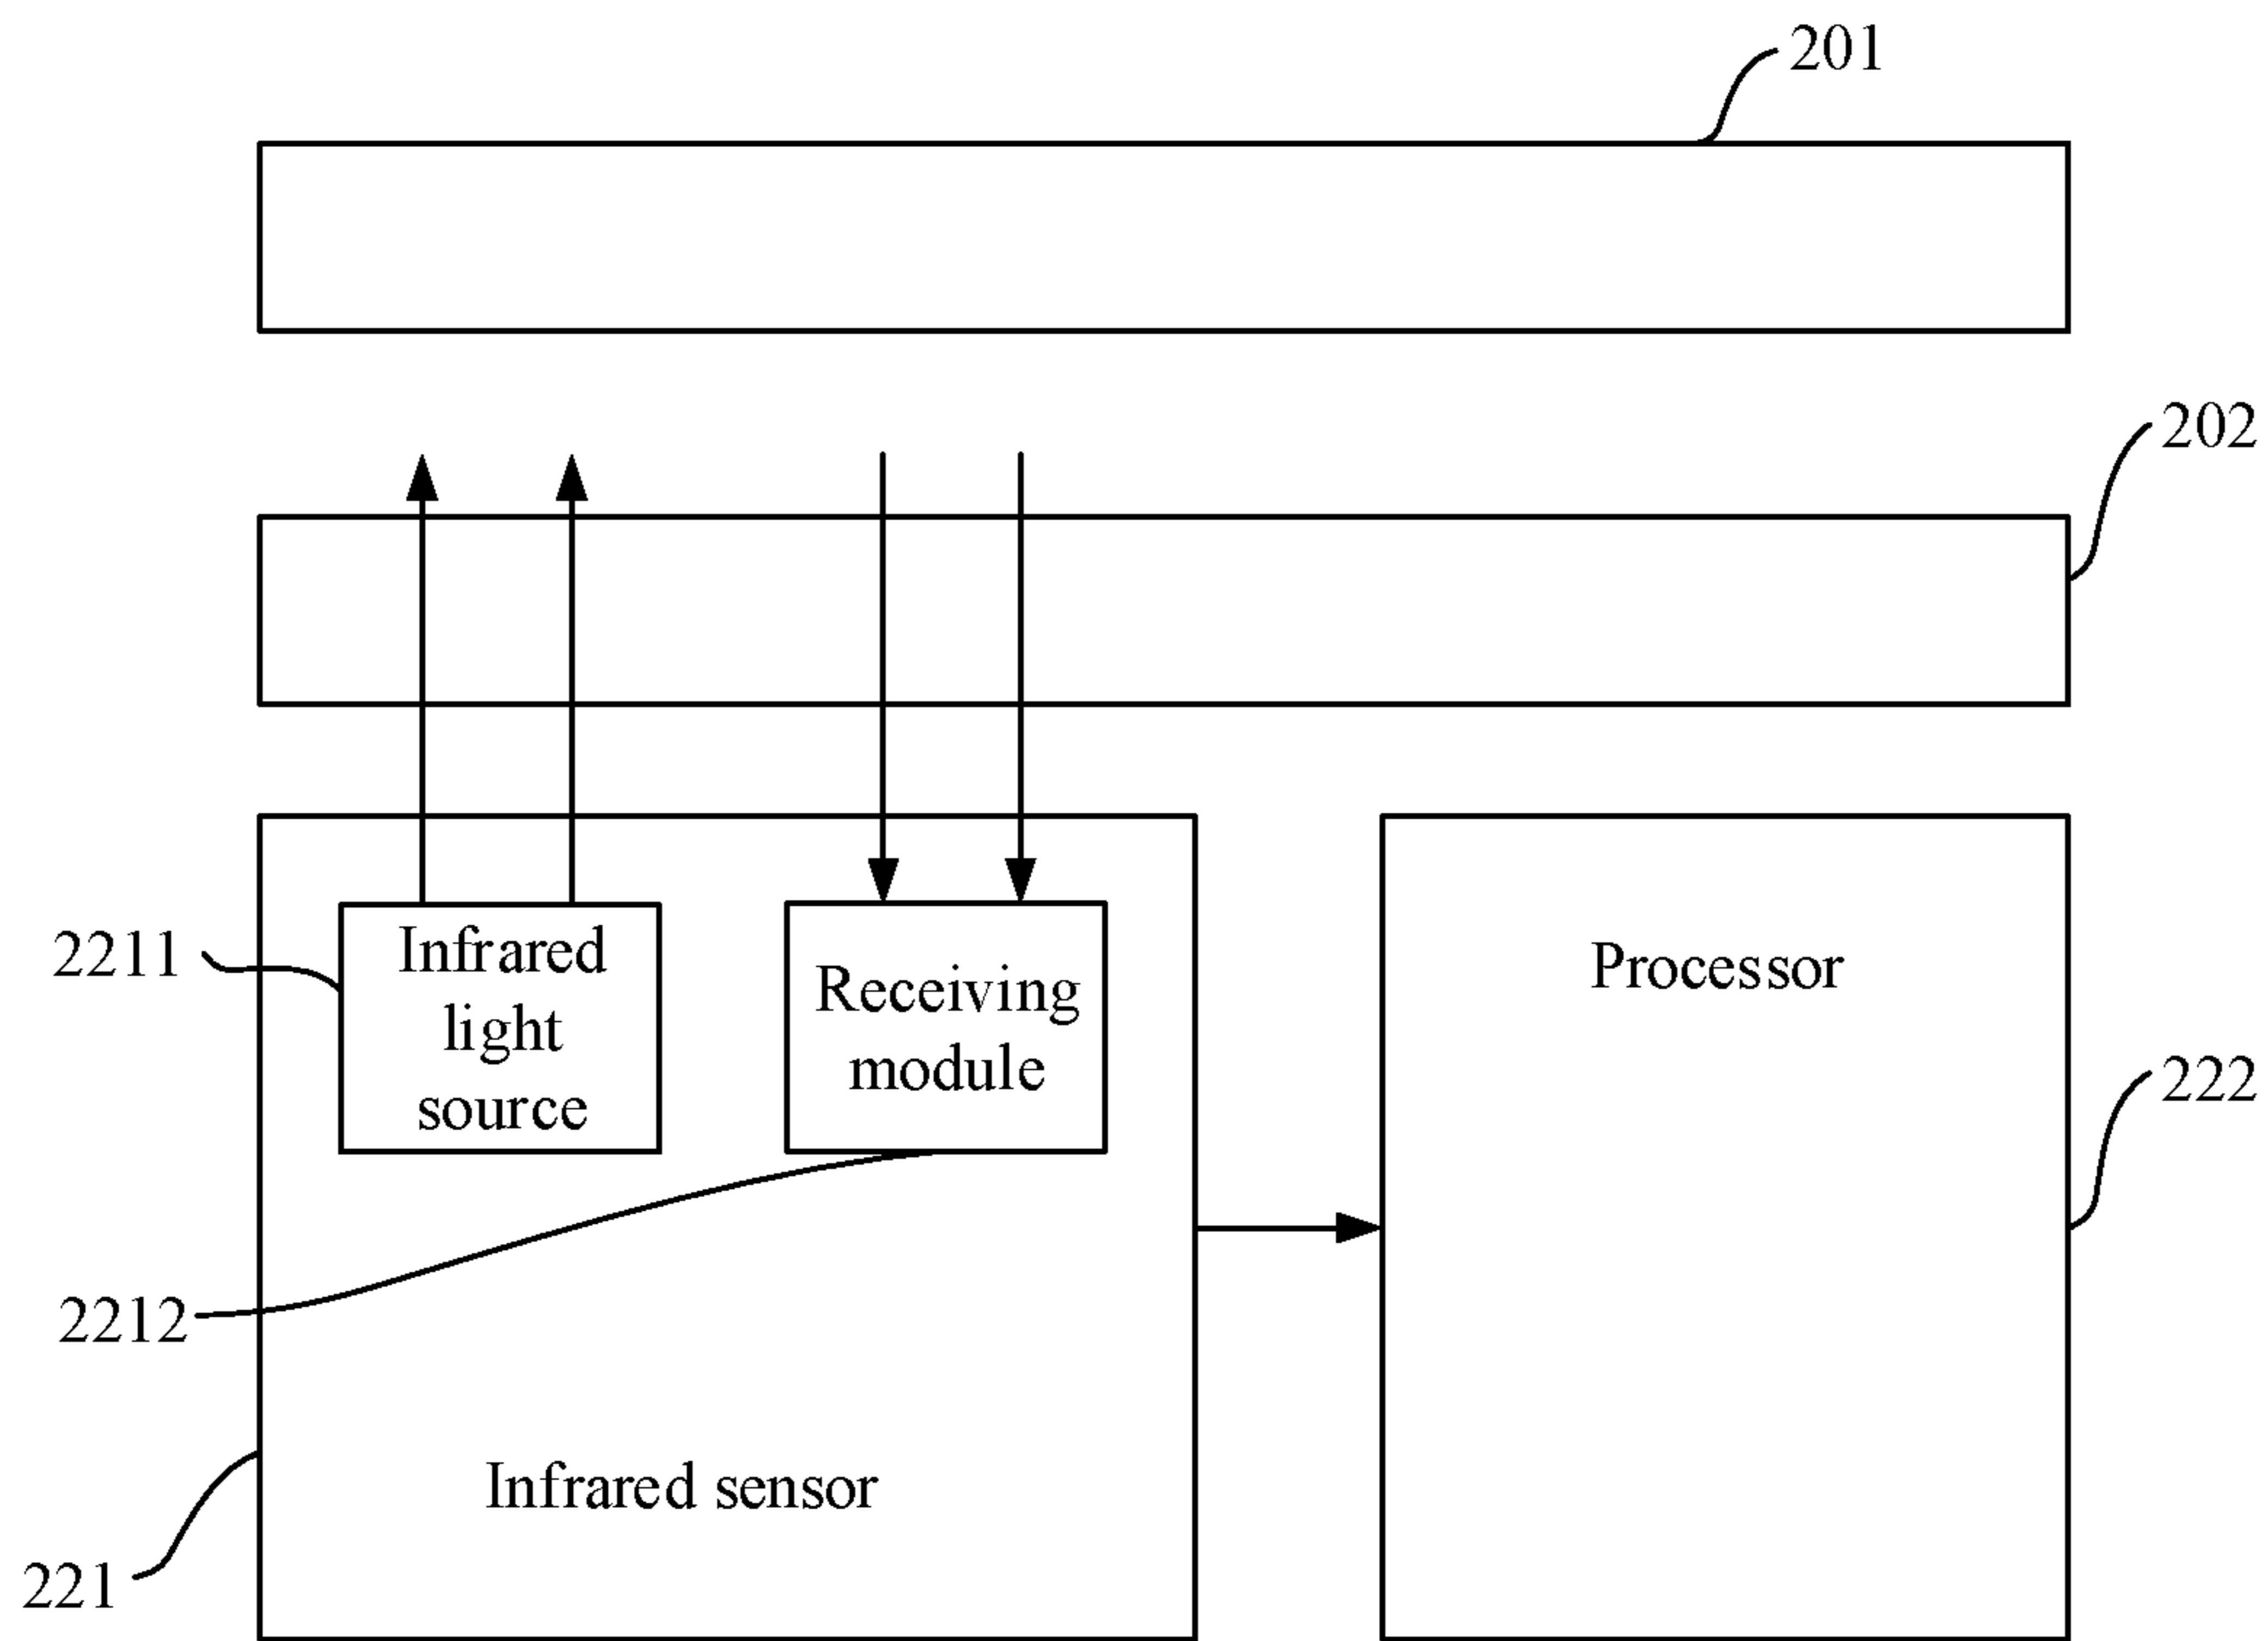 201
202
2211
Infrared
light
source
Receiving
module
Processor
222
2212
Infrared sensor
221